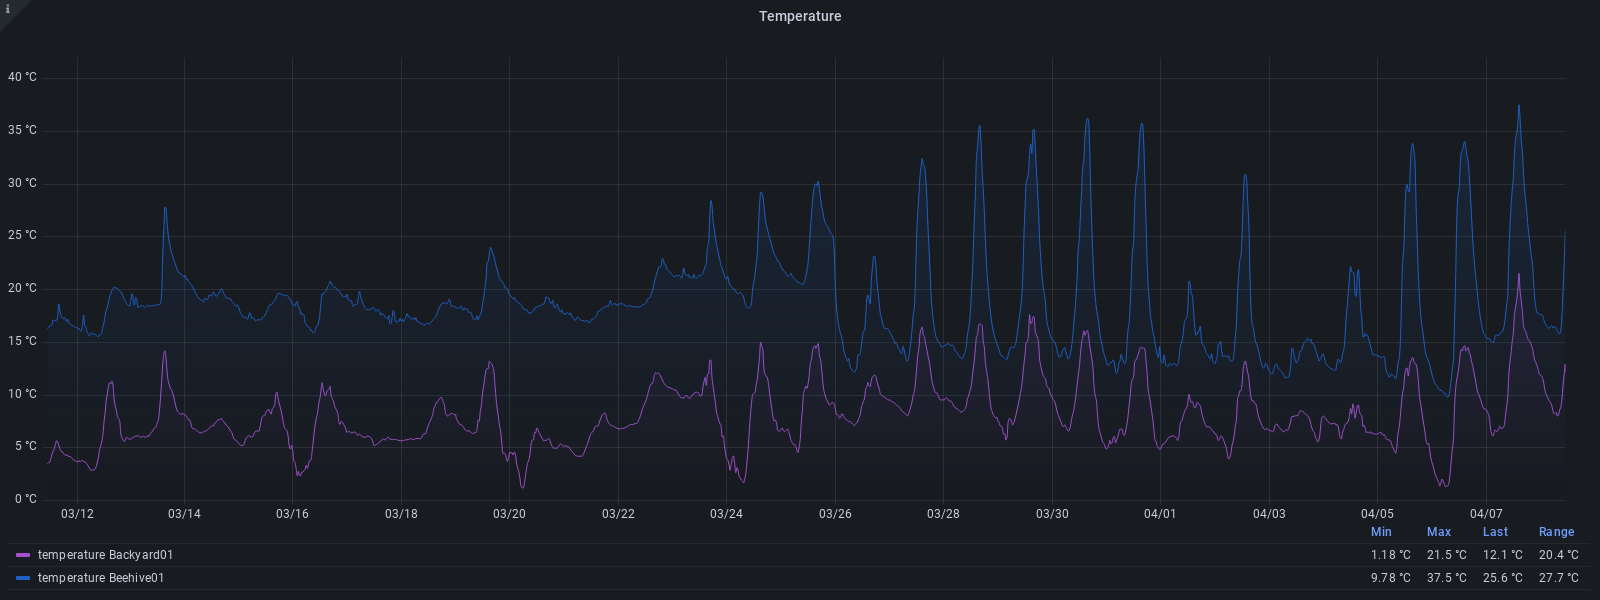 i
Temperature
40 °C
35 °C
30 °C
25 °C
20 °C
15 °C
10 °C
5 °C
0 °C
03/12 03/14 03/16 03/18 03/20 03/22 03/24 03/26 03/28 03/30 04/01 04/03 04/05 04/07
Min Max Last Range
temperature Backyard01 1.18 °C 21.5 °C 12.1 °C 20.4 °C
temperature Beehive01 9.78 °C 37.5 °C 25.6 °C 27.7 °C